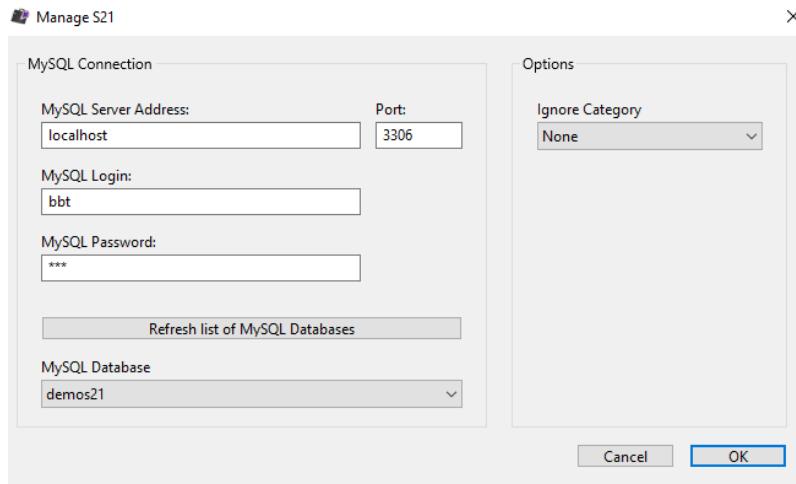 Manage S21
MySQL Connection
MySQL Server Address:
Port:
localhost
3306
MySQL Login:
bbt
MySQL Password:
***
Refresh list of MySQL Databases
MySQL Database
demos21
Options
Ignore Category
None
Cancel
OK